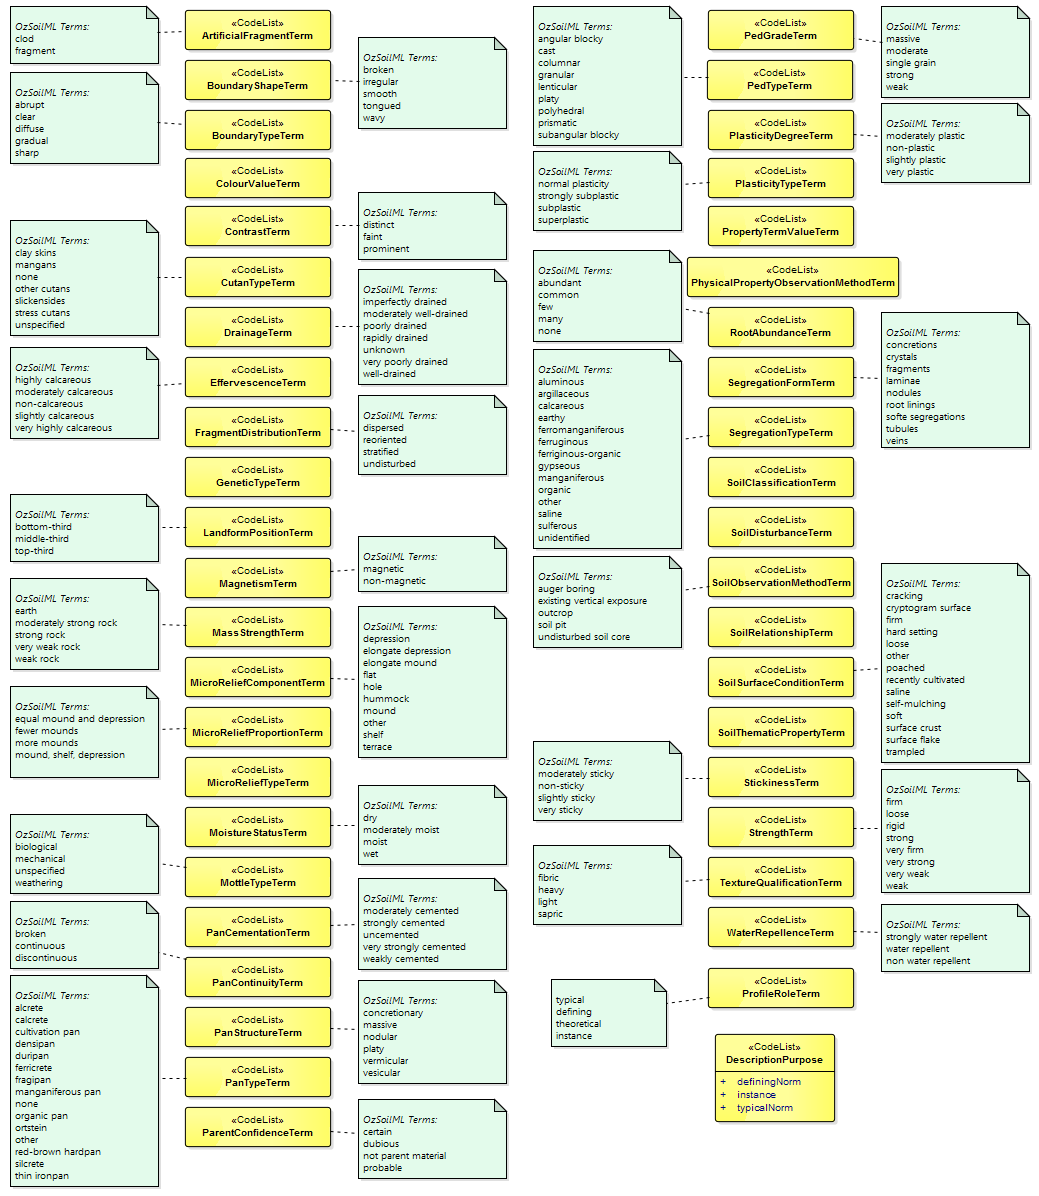 OzSoilML Terms:
clod
fragment
«CodeList»
ArtificialFragmentTerm
«CodeList»
BoundaryShapeTerm
OzSoilML Terms:
broken
irregular
smooth
tongued
wavy
OzSoilML Terms:
abrupt
clear
diffuse
gradual
sharp
«CodeList»
BoundaryTypeTerm
«CodeList»
ColourValueTerm
«CodeList»
ContrastTerm
OzSoilML Terms:
distinct
faint
prominent
OzSoilML Terms:
clay skins
mangans
none
other cutans
slickensides
stress cutans
unspecified
«CodeList»
CutanTypeTerm
«CodeList»
DrainageTerm
OzSoilML Terms:
imperfectly drained
moderately well-drained
poorly drained
rapidly drained
unknown
very poorly drained
well-drained
OzSoilML Terms:
highly calcareous
moderately calcareous
non-calcareous
slightly calcareous
very highly calcareous
«CodeList»
EffervescenceTerm
«CodeList»
FragmentDistributionTerm
OzSoilML Terms:
dispersed
reoriented
stratified
undisturbed
«CodeList»
GeneticTypeTerm
OzSoilML Terms:
bottom-third
middle-third
top-third
«CodeList»
LandformPositionTerm
«CodeList»
MagnetismTerm
OzSoilML Terms:
magnetic
non-magnetic
OzSoilML Terms:
earth
moderately strong rock
strong rock
very weak rock
weak rock
«CodeList»
MassStrengthTerm
«CodeList»
MicroReliefComponentTerm
OzSoilML Terms:
depression
elongate depression
elongate mound
flat
hole
hummock
mound
other
shelf
terrace
OzSoilML Terms:
equal mound and depression
fewer mounds
more mounds
mound, shelf, depression
«CodeList»
MicroReliefProportionTerm
«CodeList»
MicroReliefTypeTerm
«CodeList»
MoistureStatusTerm
OzSoilML Terms:
dry
moderately moist
moist
wet
OzSoilML Terms:
biological
mechanical
unspecified
weathering
«CodeList»
MottleTypeTerm
«CodeList»
PanCementationTerm
OzSoilML Terms:
moderately cemented
strongly cemented
uncemented
very strongly cemented
weakly cemented
OzSoilML Terms:
broken
continuous
discontinuous
«CodeList»
PanContinuityTerm
«CodeList»
PanStructureTerm
OzSoilML Terms:
concretionary
massive
nodular
platy
vermicular
vesicular
OzSoilML Terms:
alcrete
calcrete
cultivation pan
densipan
duripan
ferricrete
fragipan
manganiferous pan
none
organic pan
ortstein
other
red-brown hardpan
silcrete
thin ironpan
«CodeList»
PanTypeTerm
«CodeList»
ParentConfidenceTerm
OzSoilML Terms:
certain
dubious
not parent material
probable
OzSoilML Terms:
angular blocky
cast
columnar
granular
lenticular
platy
polyhedral
prismatic
subangular blocky
«CodeList»
PedGradeTerm
OzSoilML Terms:
massive
moderate
single grain
strong
weak
«CodeList»
PedTypeTerm
«CodeList»
PlasticityDegreeTerm
OzSoilML Terms:
moderately plastic
non-plastic
slightly plastic
very plastic
OzSoilML Terms:
normal plasticity
strongly subplastic
subplastic
superplastic
«CodeList»
PlasticityTypeTerm
«CodeList»
PropertyTermValueTerm
«CodeList»
PhysicalPropertyObservationMethodTerm
OzSoilML Terms:
abundant
common
few
many
none
«CodeList»
RootAbundanceTerm
«CodeList»
SegregationFormTerm
OzSoilML Terms:
concretions
crystals
fragments
laminae
nodules
root linings
softe segregations
tubules
veins
OzSoilML Terms:
aluminous
argillaceous
calcareous
earthy
ferromanganiferous
ferruginous
ferriginous-organic
gypseous
manganiferous
organic
other
saline
sulferous
unidentified
«CodeList»
SegregationTypeTerm
«CodeList»
SoilClassificationTerm
«CodeList»
SoilDisturbanceTerm
OzSoilML Terms:
auger boring
existing vertical exposure
outcrop
soil pit
undisturbed soil core
«CodeList»
SoilObservationMethodTerm
«CodeList»
SoilRelationshipTerm
«CodeList»
SoilSurfaceConditionTerm
OzSoilML Terms:
cracking
cryptogram surface
firm
hard setting
loose
other
poached
recently cultivated
saline
self-mulching
soft
surface crust
surface flake
trampled
«CodeList»
SoilThematicPropertyTerm
OzSoilML Terms:
moderately sticky
non-sticky
slightly sticky
very sticky
«CodeList»
StickinessTerm
«CodeList»
StrengthTerm
OzSoilML Terms:
firm
loose
rigid
strong
very firm
very strong
very weak
weak
OzSoilML Terms:
fibric
heavy
light
sapric
«CodeList»
TextureQualificationTerm
«CodeList»
WaterRepellenceTerm
OzSoilML Terms:
strongly water repellent
water repellent
non water repellent
typical
defining
theoretical
instance
«CodeList»
ProfileRoleTerm
«CodeList»
DescriptionPurpose
+ definingNorm
+ instance
+ typicalNorm